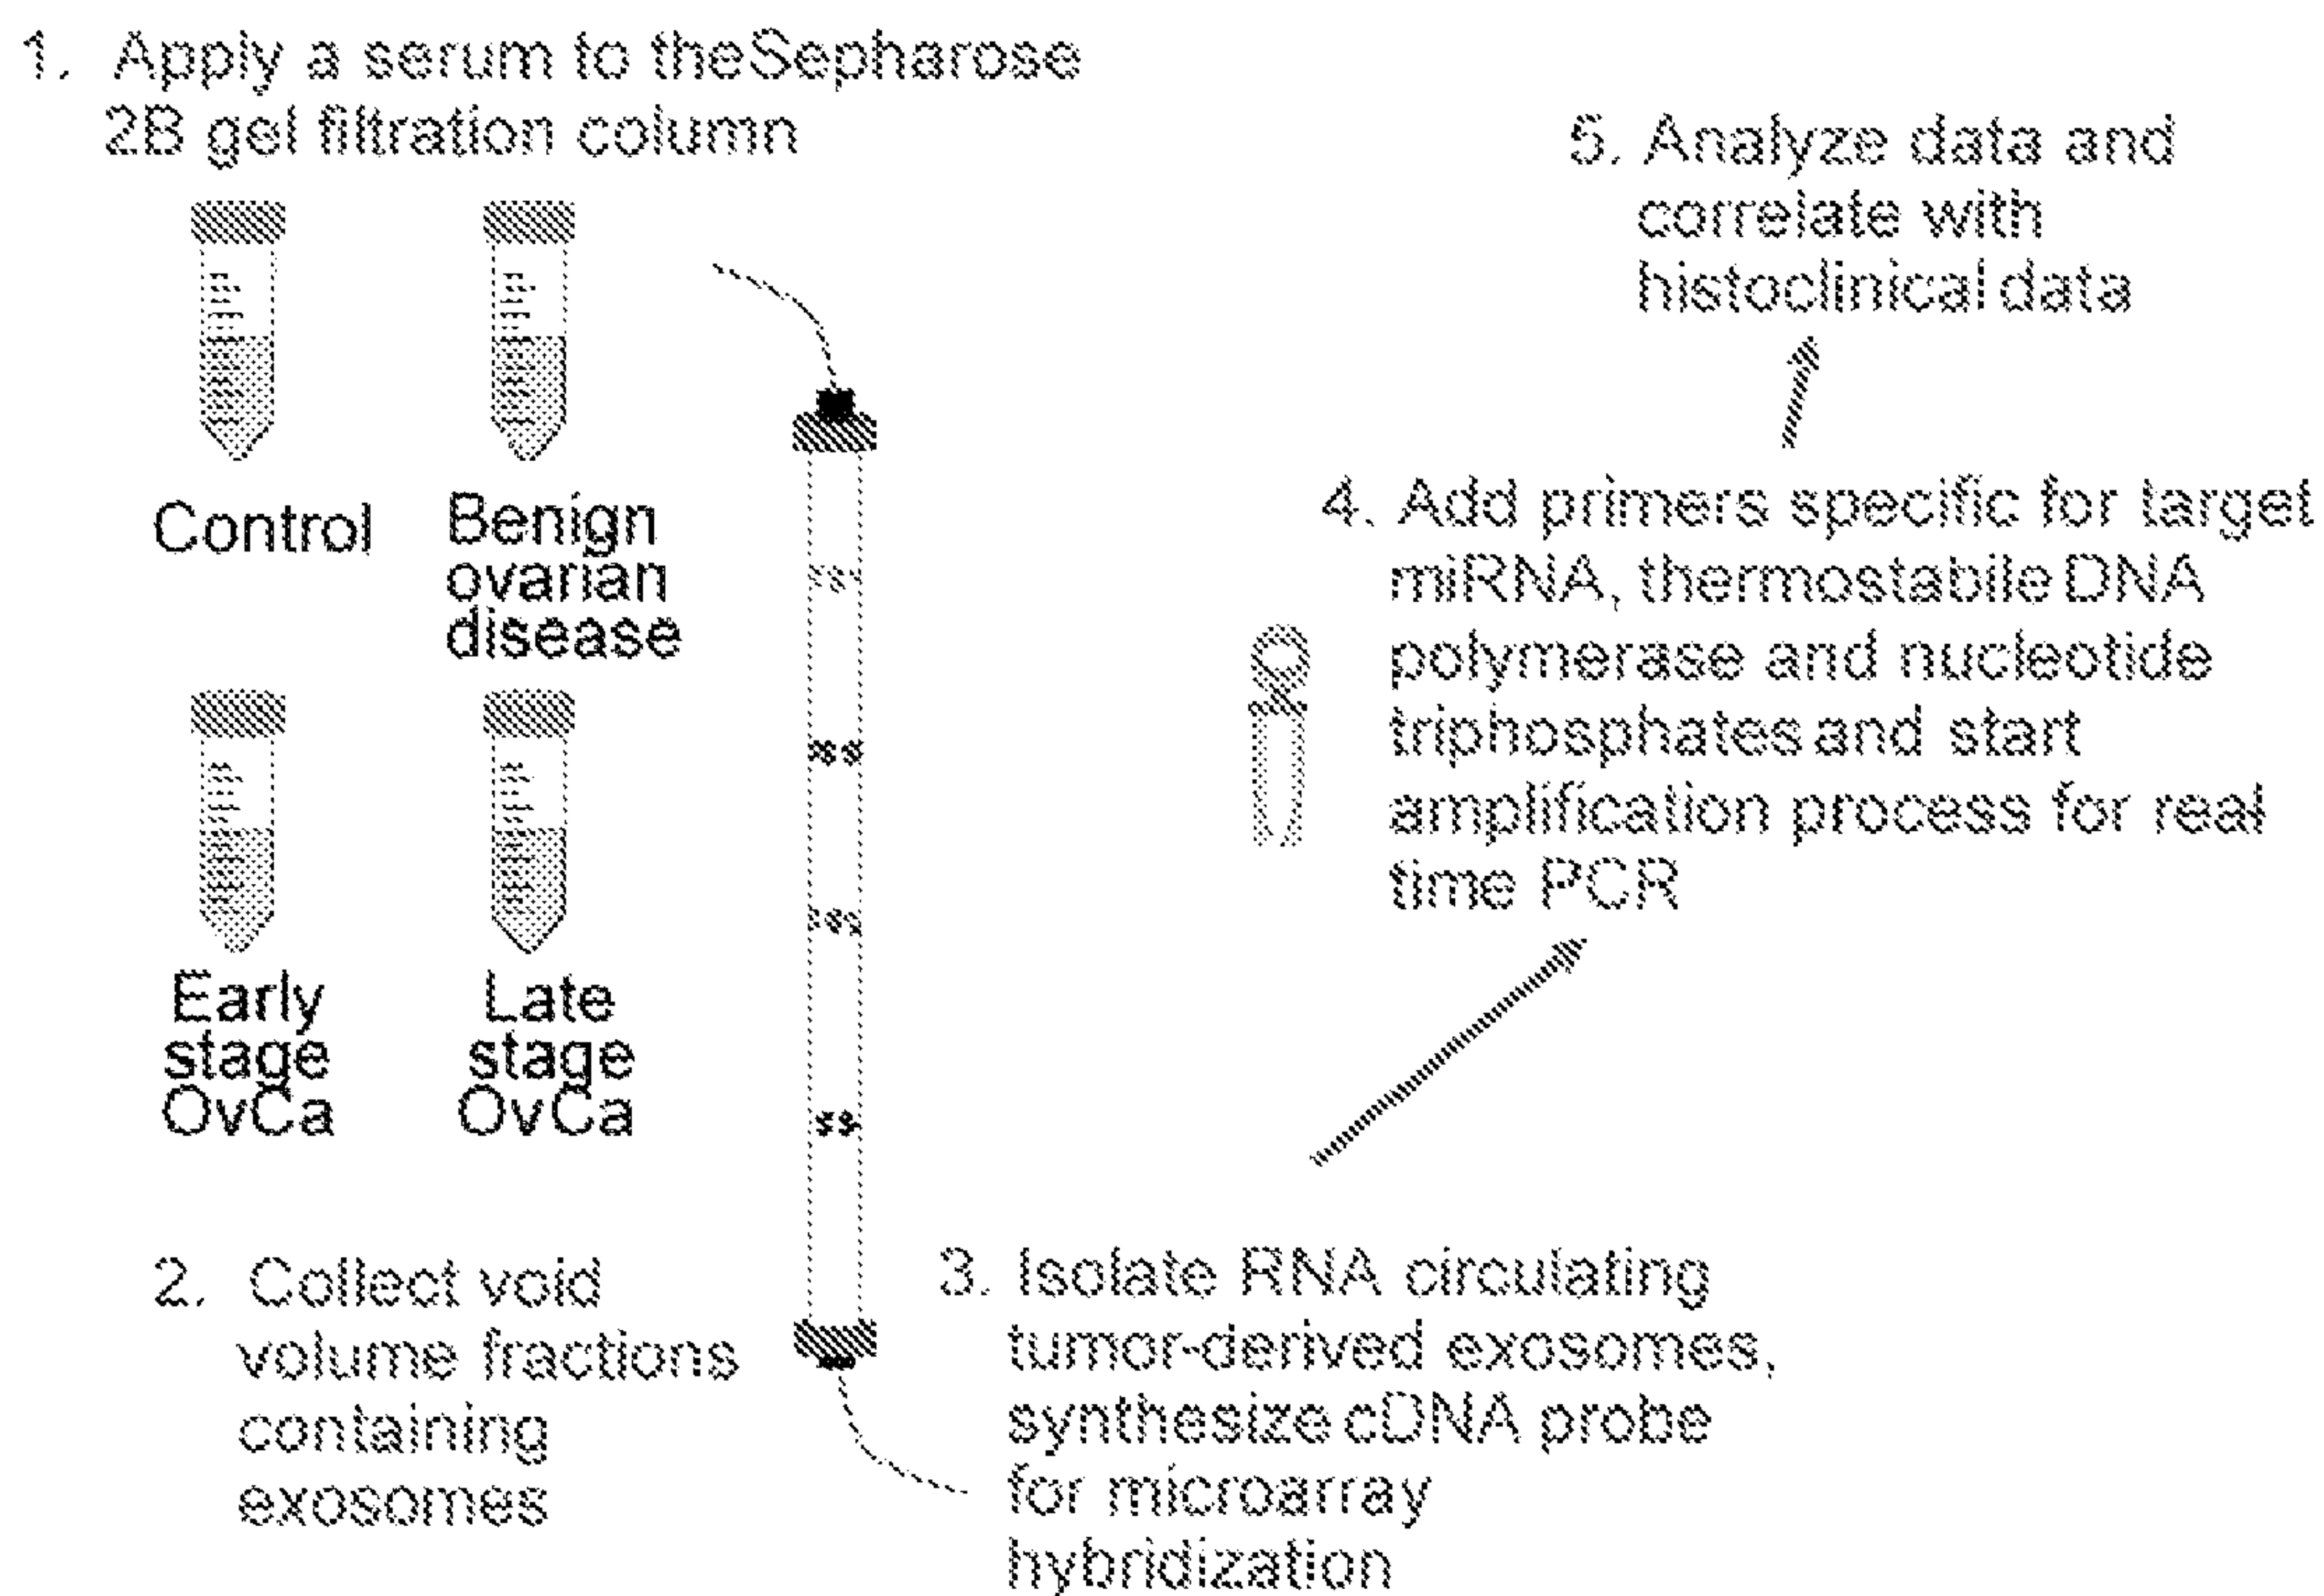 1. Apply a serum to theSepharose
2B gel filtration column
Control
Benign
ovarian
disease
Early
stage
OvCa
Late
stage
OvCa
2. Collect void
volume fractions
containing
exosomes
3. Isolate RNA circulating
tumor-derived exosomes,
synthesize cDNA probe
for microarray
hybridization
4. Add primers specific for target
miRNA, thermostabile DNA
polymerase and nucleotide
triphosphates and start
amplification process for real
time PCR
5. Analyze data and
correlate with
histoclinical data